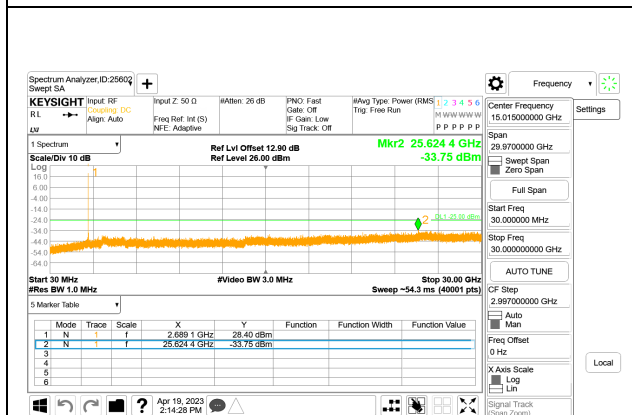 Spectrum Analyzer,ID:25602
Swept SA
Frequency
Settings
KEYSIGHT
RL
Input: RF
Coupling: DC
Align: Auto
Input Z: 50 Ω
Freq Ref: Int (S)
NFE: Adaptive
#Atten: 26 dB
PNO: Fast
Gate: Off
IF Gain: Low
Sig Track: Off
#Avg Type: Power (RMS
Trig: Free Run
1 2 3 4 5 6
M W W W W W
P P P P P P
1 Spectrum
Scale/Div 10 dB
Ref Lvl Offset 12.90 dB
Ref Level 26.00 dBm
Mkr2 25.624 4 GHz
-33.75 dBm
Log
16.0
6.00
-4.00
-14.0
-24.0
-34.0
-44.0
-54.0
-64.0
1
2
DL1 -25.00 dBm
Start 30 MHz
#Res BW 1.0 MHz
#Video BW 3.0 MHz
Stop 30.00 GHz
Sweep ~54.3 ms (40001 pts)
5 Marker Table
Mode Trace Scale X Y Function Function Width Function Value
1 N 1 f 2.689 1 GHz 28.40 dBm
2 N 1 f 25.624 4 GHz -33.75 dBm
3
4
5
6
Center Frequency
15.015000000 GHz
Span
29.9700000 GHz
Swept Span
Zero Span
Full Span
Start Freq
30.000000 MHz
Stop Freq
30.000000000 GHz
AUTO TUNE
CF Step
2.997000000 GHz
Auto
Man
Freq Offset
0 Hz
X Axis Scale
Log
Lin
Signal Track
(Span Zoom)
Local
?
Apr 19, 2023
2:14:28 PM